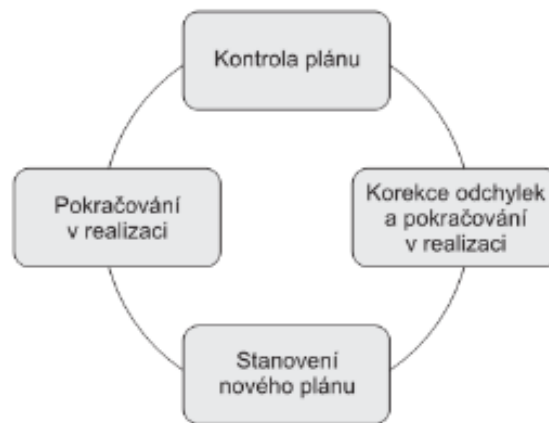 Kontrola plánu
Pokračování
v realizaci
Korekce odchylek
a pokračování
v realizaci
Stanovení
nového plánu